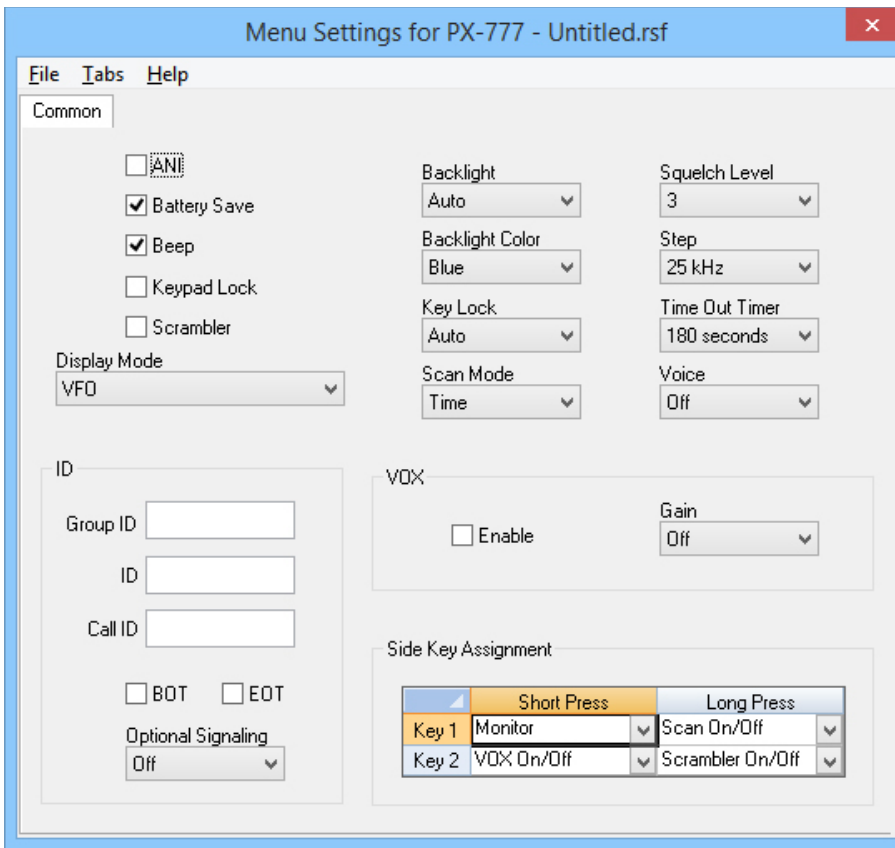 Menu Settings for PX-777 - Untitled.rsf
File Tabs Help
Common
ANI
Battery Save
Beep
Keypad Lock
Scrambler
Display Mode
VFO
Backlight
Auto
Backlight Color
Blue
Key Lock
Auto
Scan Mode
Time
Squelch Level
3
Step
25 kHz
Time Out Timer
180 seconds
Voice
Off
ID
Group ID
ID
Call ID
BOT EOT
Optional Signaling
Off
VOX
Enable
Gain
Off
Side Key Assignment
Short Press Long Press
Key 1 Monitor Scan On/Off
Key 2 VOX On/Off Scrambler On/Off